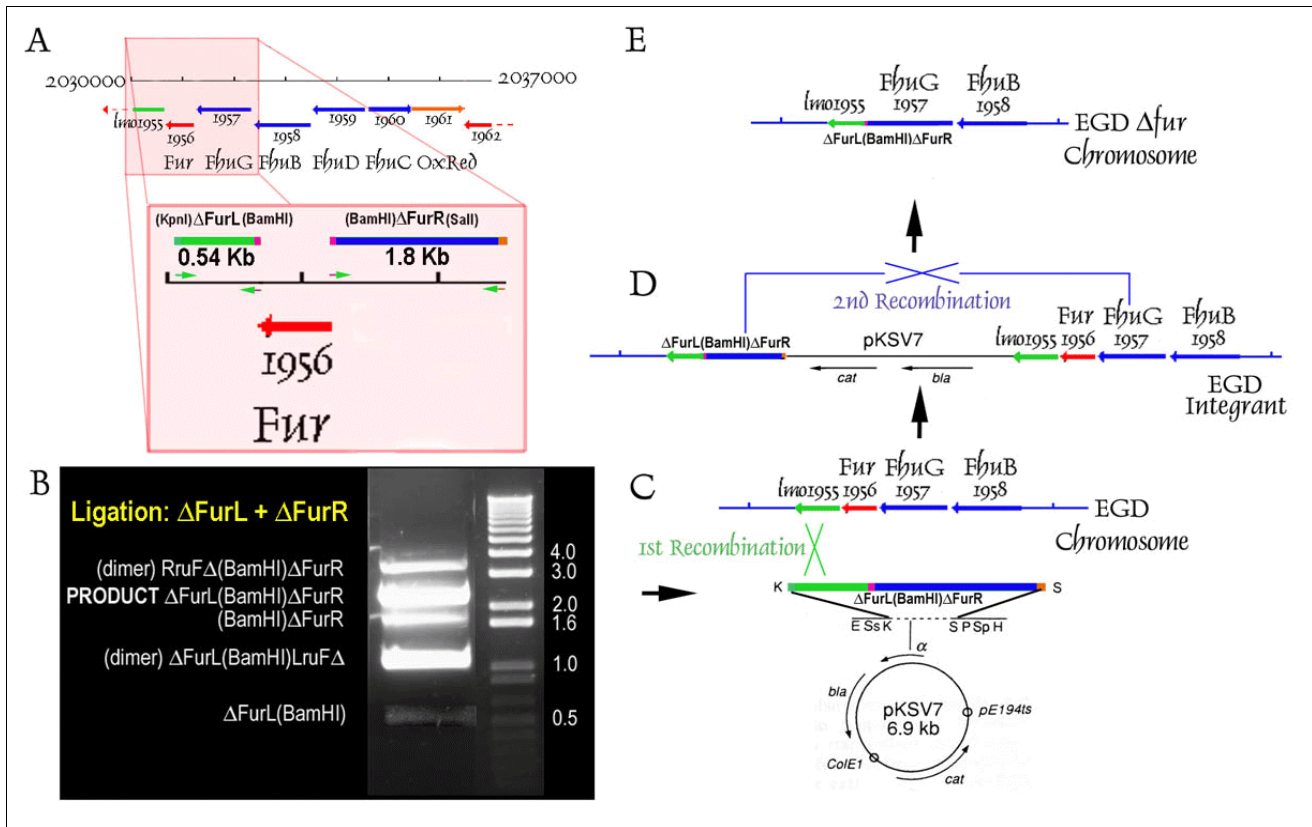 A
2030000
2037000
lmo1955
1956
1957
1958
1959
1960
1961
1962
Fur
FhuG
FhuB
FhuD
FhuC
OxRed
(KpnI)ΔFurL(BamHI)
(BamHI)ΔFurR(SalI)
0.54 Kb
1.8 Kb
1956
Fur
B
Ligation: ΔFurL + ΔFurR
(dimer) RruFΔ(BamHI)ΔFurR
PRODUCT ΔFurL(BamHI)ΔFurR
(BamHI)ΔFurR
(dimer) ΔFurL(BamHI)LruFΔ
ΔFurL(BamHI)
4.0
3.0
2.0
1.6
1.0
0.5
E
FhuG
FhuB
lmo1955
1957
1958
ΔFurL(BamHI)ΔFurR
EGD Δfur
Chromosome
D
2nd Recombination
ΔFurL(BamHI)ΔFurR
pKSV7
cat
bla
Fur
FhuG
FhuB
lmo1955
1956
1957
1958
EGD
Integrant
C
Fur
FhuG
FhuB
lmo1955
1956
1957
1958
EGD
Chromosome
1st Recombination
K
ΔFurL(BamHI)ΔFurR
S
E Ss K
S P Sp H
α
bla
pKSV7
6.9 kb
pE194ts
ColE1
cat